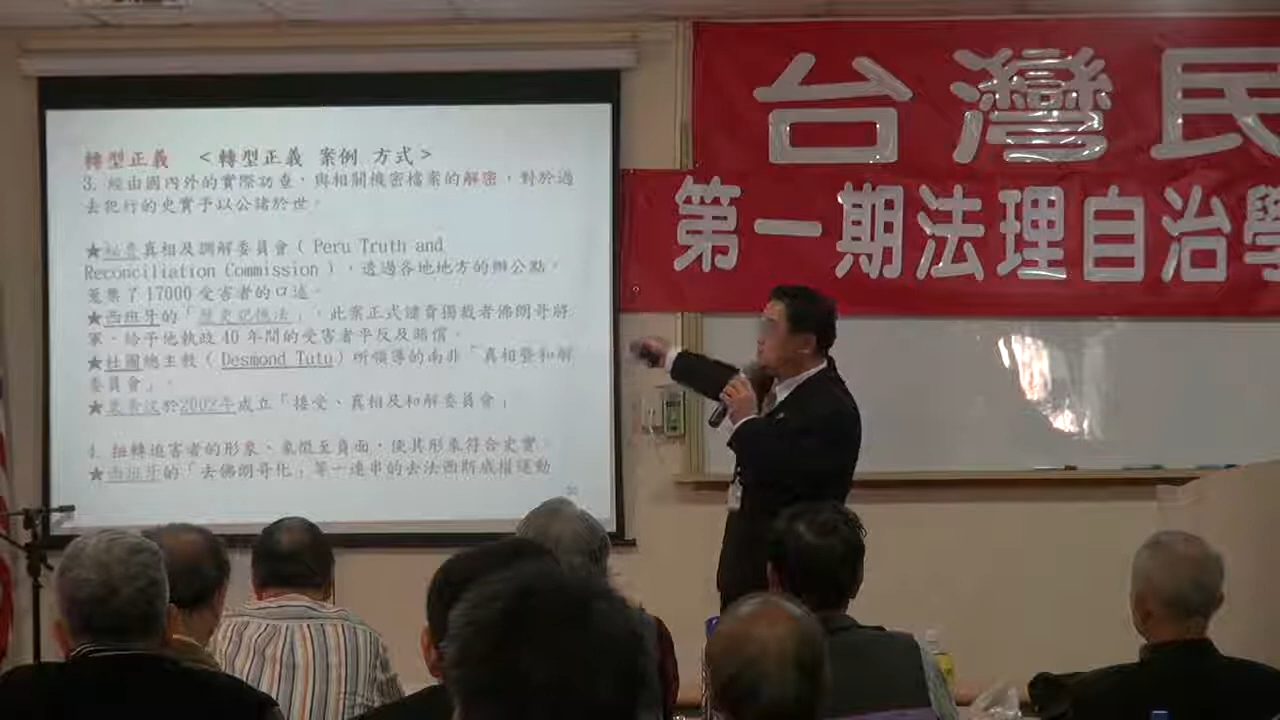 轉型正義 <轉型正義 案例 方式>
3. 經由國內外的實際功查,與相關機密檔案的解密,對於過
去犯行的史實予以公諸於世。
★秘魯真相及調解委員會( Peru Truth and
Reconciliation Commission ),透過各地地方的辦公點。
蒐集了17000受害者的口述。
★西班牙的「歷史記憶法」,此案正式譴責獨裁者佛朗哥將
軍,給予他執政40年間的受害者平反及賠償。
★杜圖總主教( Desmond Tutu )所領導的南非「真相暨和解
委員會」。
於2002年成立「接受、真相及和解委員會」
4. 扭轉迫害者的形象、象徵至負面,使其形象符合史實。
★西班牙的「去佛朗哥化」等一連串的去法西斯威權運動
台灣民
第一期法理自治學